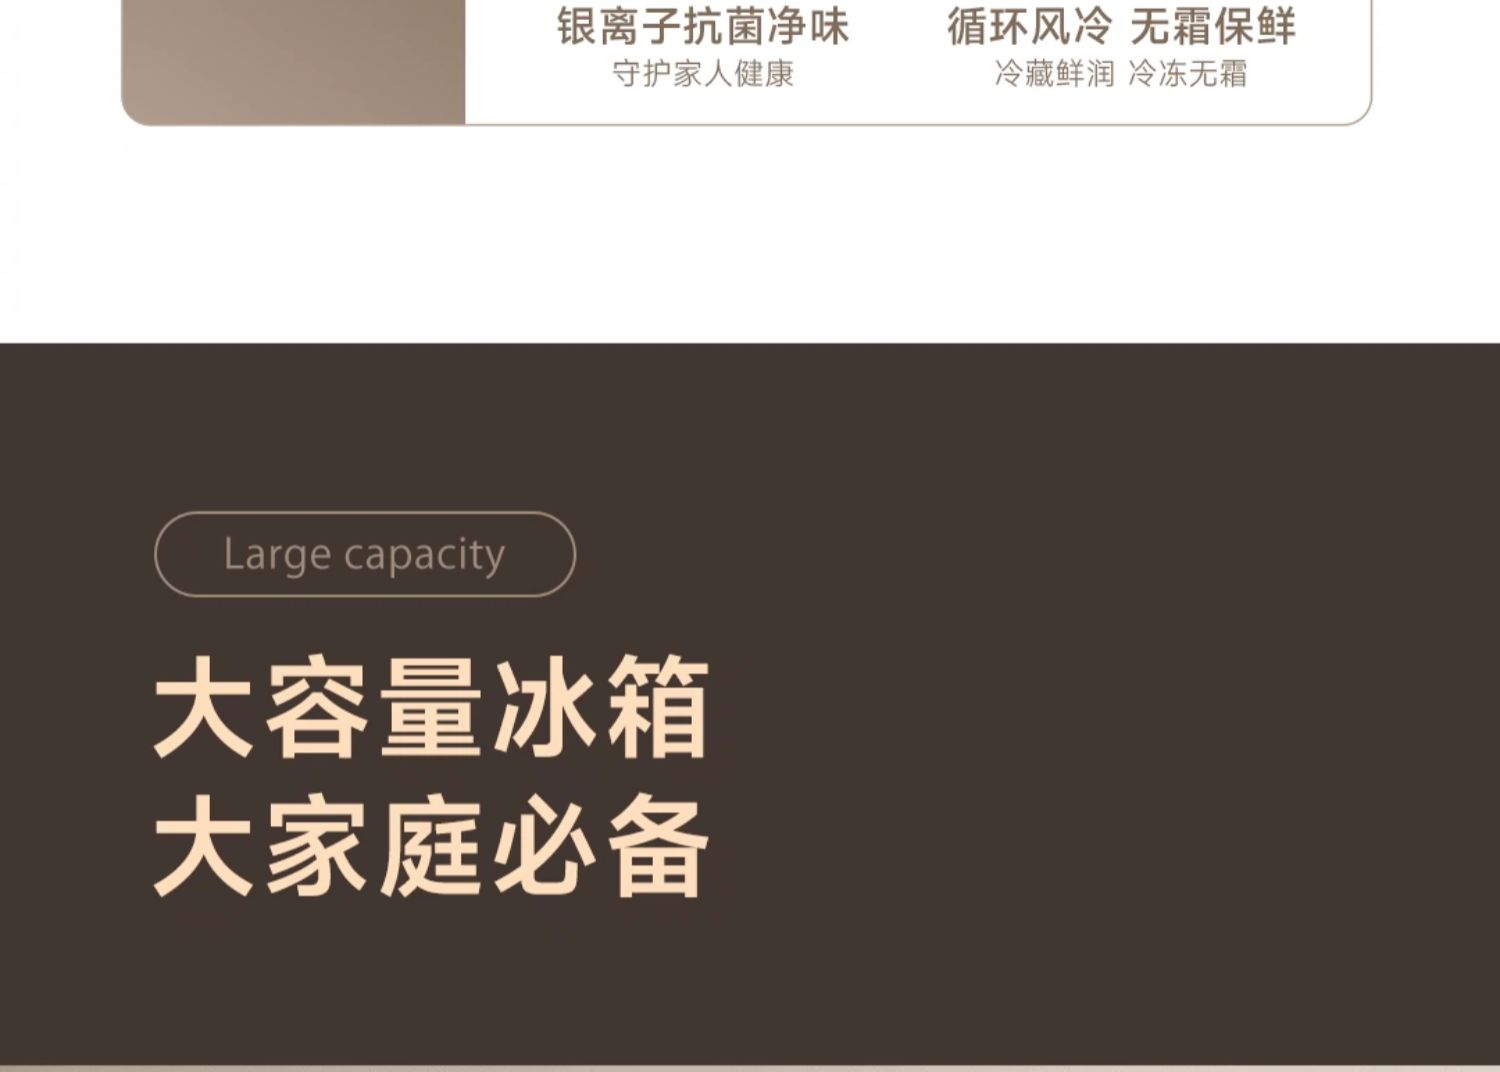 银离子抗菌净味
循环风冷 无霜保鲜
守护家人健康
冷藏鲜润 冷冻无霜
Large capacity
大容量冰箱
大家庭必备